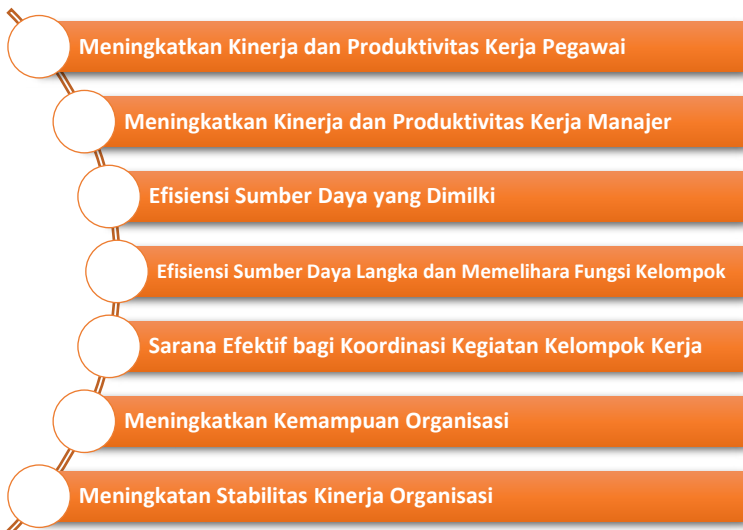 Meningkatkan Kinerja dan Produktivitas Kerja Pegawai
Meningkatkan Kinerja dan Produktivitas Kerja Manajer
Efisiensi Sumber Daya yang Dimilki
Efisiensi Sumber Daya Langka dan Memelihara Fungsi Kelompok
Sarana Efektif bagi Koordinasi Kegiatan Kelompok Kerja
Meningkatkan Kemampuan Organisasi
Meningkatan Stabilitas Kinerja Organisasi